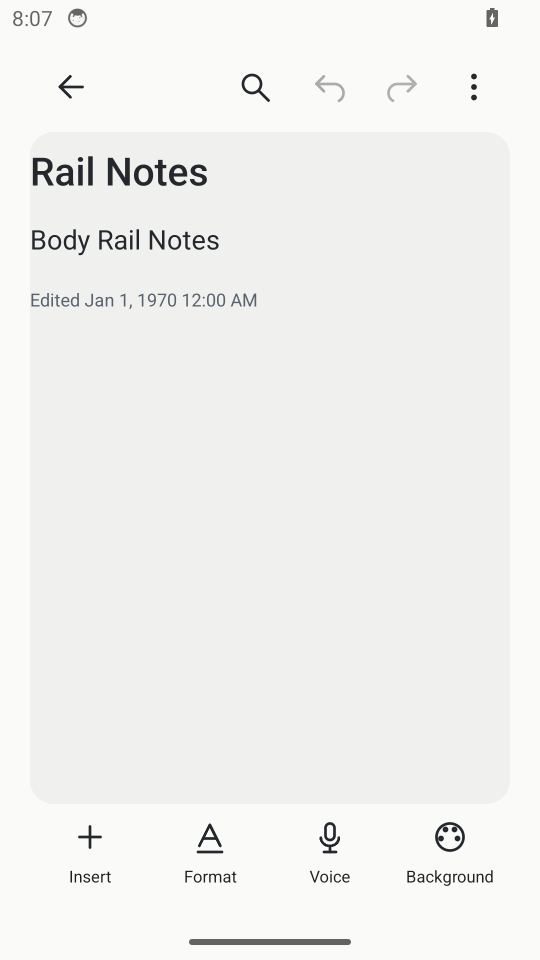 8:07
Rail Notes
Body Rail Notes
Edited Jan 1, 1970 12:00 AM
Insert
Format
Voice
Background